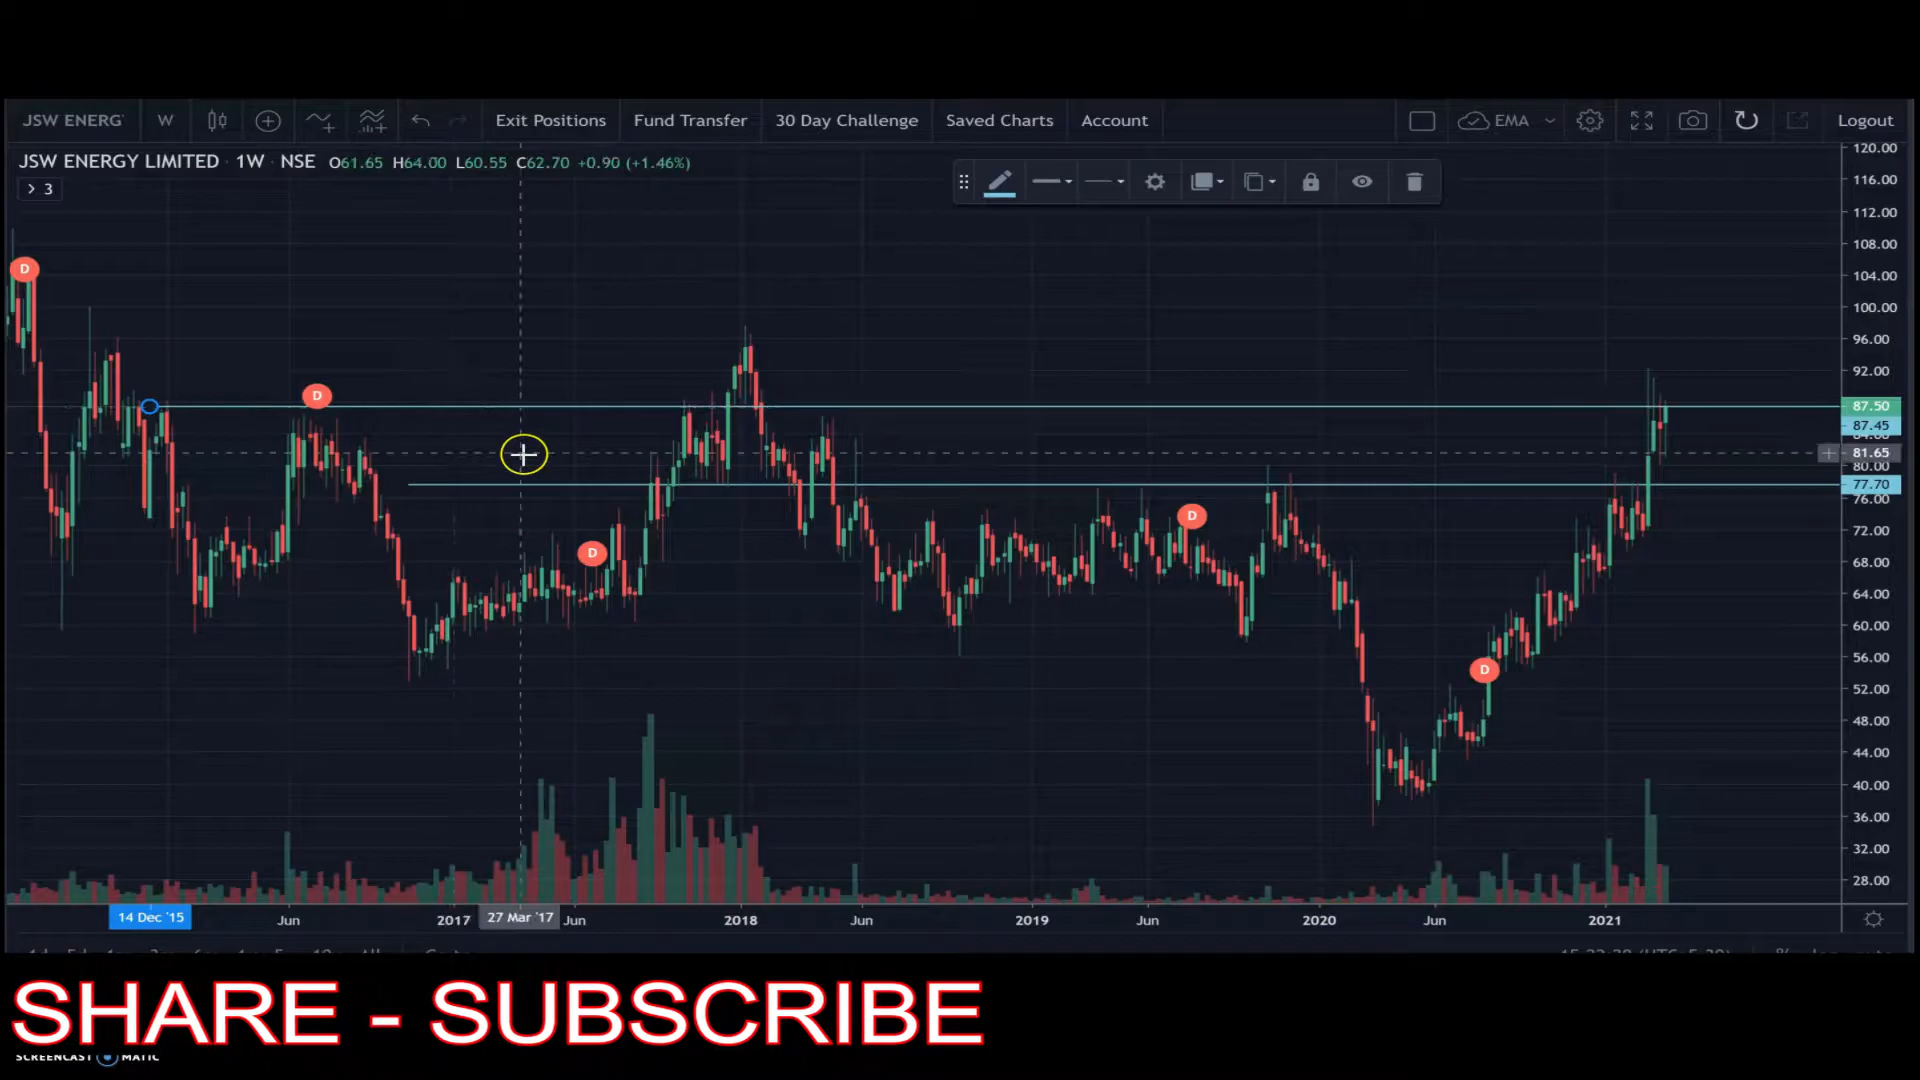 JSW ENERG W Exit Positions Fund Transfer 30 Day Challenge Saved Charts Account EMA Logout
JSW ENERGY LIMITED · 1W · NSE O61.65 H64.00 L60.55 C62.70 +0.90 (+1.46%)
> 3
120.00
116.00
112.00
108.00
104.00
100.00
96.00
92.00
87.50
87.45
84.00
81.65
80.00
77.70
76.00
72.00
68.00
64.00
60.00
56.00
52.00
48.00
44.00
40.00
36.00
32.00
28.00
D
D
D
D
D
14 Dec '15 Jun 2017 27 Mar '17 Jun 2018 Jun 2019 Jun 2020 Jun 2021
SHARE - SUBSCRIBE
SCREENCAST MATIC